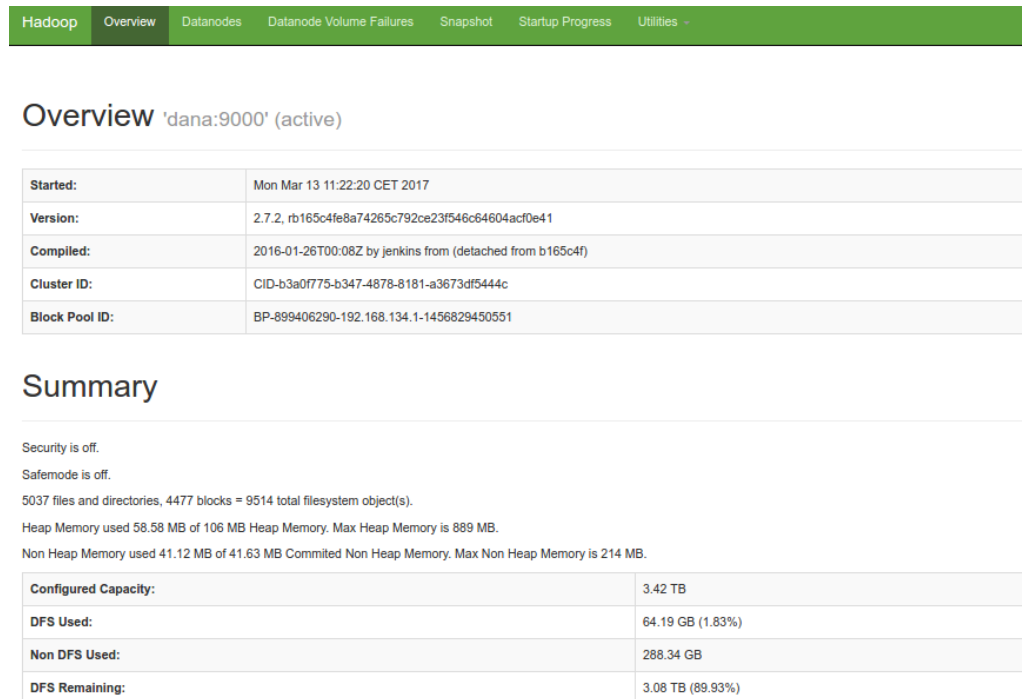 Hadoop Overview Datanodes Datanode Volume Failures Snapshot Startup Progress Utilities
Overview 'dana:9000' (active)
Started: Mon Mar 13 11:22:20 CET 2017
Version: 2.7.2, rb165c4fe8a74265c792ce23f546c64604acf0e41
Compiled: 2016-01-26T00:08Z by jenkins from (detached from b165c4f)
Cluster ID: CID-b3a0f775-b347-4878-8181-a3673df5444c
Block Pool ID: BP-899406290-192.168.134.1-1456829450551
Summary
Security is off.
Safemode is off.
5037 files and directories, 4477 blocks = 9514 total filesystem object(s).
Heap Memory used 58.58 MB of 106 MB Heap Memory. Max Heap Memory is 889 MB.
Non Heap Memory used 41.12 MB of 41.63 MB Commited Non Heap Memory. Max Non Heap Memory is 214 MB.
Configured Capacity: 3.42 TB
DFS Used: 64.19 GB (1.83%)
Non DFS Used: 288.34 GB
DFS Remaining: 3.08 TB (89.93%)